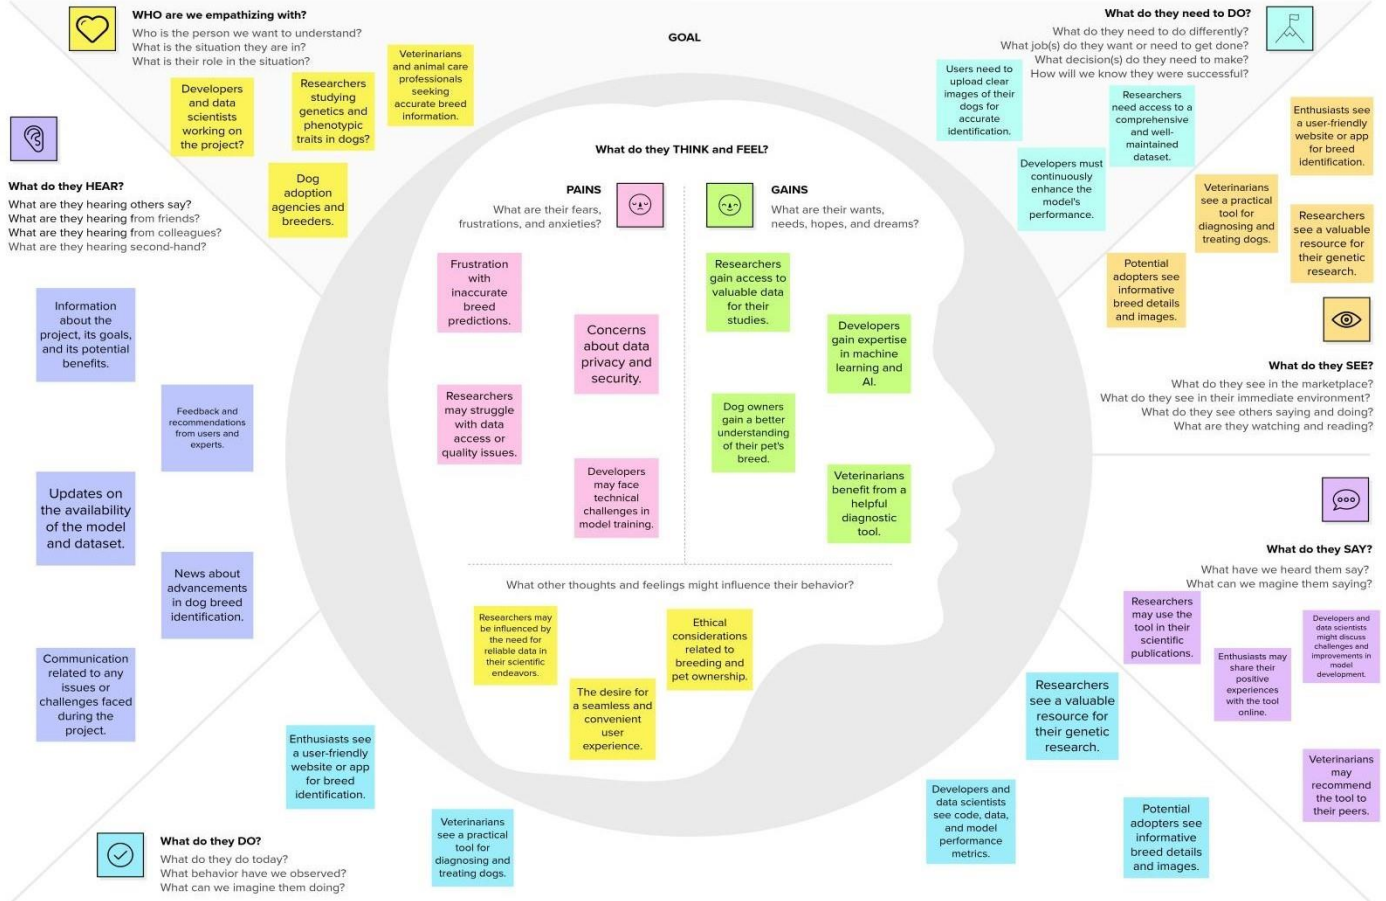 WHO are we empathizing with?
Who is the person we want to understand?
What is the situation they are in?
What is their role in the situation?
Developers
and data
scientists
working on
the project?
Researchers
studying
genetics and
phenotypic
traits in dogs?
Veterinarians
and animal care
professionals
seeking
accurate breed
information.
Dog
adoption
agencies and
breeders.
GOAL
What do they need to DO?
What do they need to do differently?
What job(s) do they want or need to get done?
What decision(s) do they need to make?
How will we know they were successful?
Users need to
upload clear
images of their
dogs for
accurate
identification.
Researchers
need access to a
comprehensive
and well-
maintained
dataset.
Developers must
continuously
enhance the
model's
performance.
Enthusiasts see
a user-friendly
website or app
for breed
identification.
Veterinarians
see a practical
tool for
diagnosing and
treating dogs.
Researchers
see a valuable
resource for
their genetic
research.
Potential
adopters see
informative
breed details
and images.
What do they SEE?
What do they see in the marketplace?
What do they see in their immediate environment?
What do they see others saying and doing?
What are they watching and reading?
What do they HEAR?
What are they hearing others say?
What are they hearing from friends?
What are they hearing from colleagues?
What are they hearing second-hand?
Information
about the
project, its goals,
and its potential
benefits.
Feedback and
recommendations
from users and
experts.
Updates on
the availability
of the model
and dataset.
News about
advancements
in dog breed
identification.
Communication
related to any
issues or
challenges faced
during the
project.
What do they THINK and FEEL?
PAINS
What are their fears,
frustrations, and anxieties?
Frustration
with
inaccurate
breed
predictions.
Concerns
about data
privacy and
security.
Researchers
may struggle
with data
access or
quality issues.
Developers
may face
technical
challenges in
model training.
GAINS
What are their wants,
needs, hopes, and dreams?
Researchers
gain access to
valuable data
for their
studies.
Developers
gain expertise
in machine
learning and
AI.
Dog owners
gain a better
understanding
of their pet's
breed.
Veterinarians
benefit from a
helpful
diagnostic
tool.
What other thoughts and feelings might influence their behavior?
Researchers may
be influenced by
the need for
reliable data in
their scientific
endeavors.
The desire for
a seamless and
convenient
user
experience.
Ethical
considerations
related to
breeding and
pet ownership.
What do they SAY?
What have we heard them say?
What can we magine them saying?
Researchers
may use the
tool in their
scientific
publications.
Enthusiasts may
share their
positive
experiences
with the tool
online.
Developers and
data scientists
might discuss
challenges and
improvements in
model
development.
Veterinarians
may
recommend
the tool to
their peers.
What do they DO?
What do they do today?
What behavior have we observed?
What can we imagine them doing?
Enthusiasts see
a user-friendly
website or app
for breed
identification.
Veterinarians
see a practical
tool for
diagnosing and
treating dogs.
Researchers
see a valuable
resource for
their genetic
research.
Developers and
data scientists
see code, data,
and model
performance
metrics.
Potential
adopters see
informative
breed details
and images.